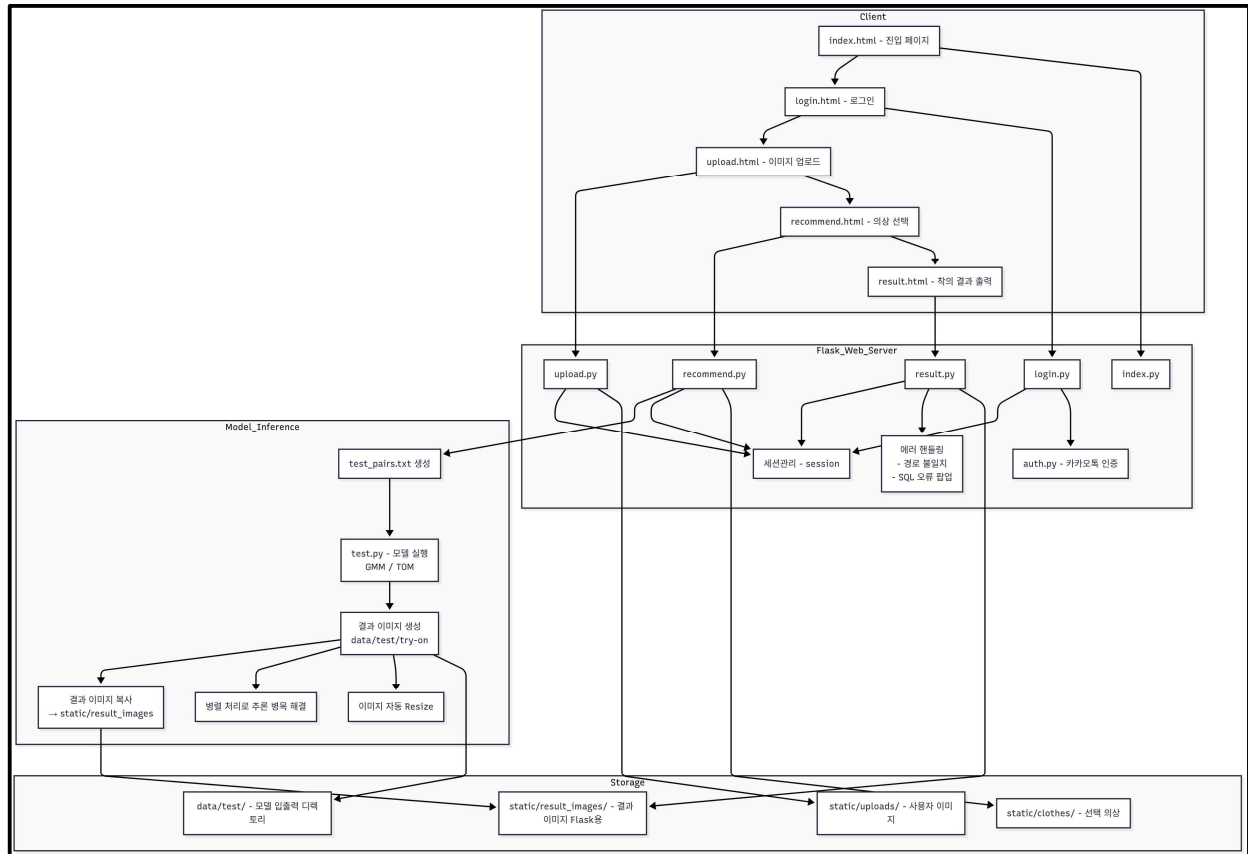 Client
index.html - 진입 페이지
login.html - 로그인
upload.html - 이미지 업로드
recommend.html - 의상 선택
result.html - 착의 결과 출력
Flask_Web_Server
upload.py
recommend.py
result.py
login.py
index.py
세션관리 - session
에러 핸들링
- 경로 불일치
- SQL 오류 팝업
auth.py - 카카오톡 인증
Model_Inference
test_pairs.txt 생성
test.py - 모델 실행
GMM / TOM
결과 이미지 생성
data/test/try-on
결과 이미지 복사
→ static/result_images
병렬 처리로 추론 병목 해결
이미지 자동 Resize
Storage
data/test/ - 모델 입출력 디렉
토리
static/result_images/ - 결과
이미지 Flask용
static/uploads/ - 사용자 이미
지
static/clothes/ - 선택 의상